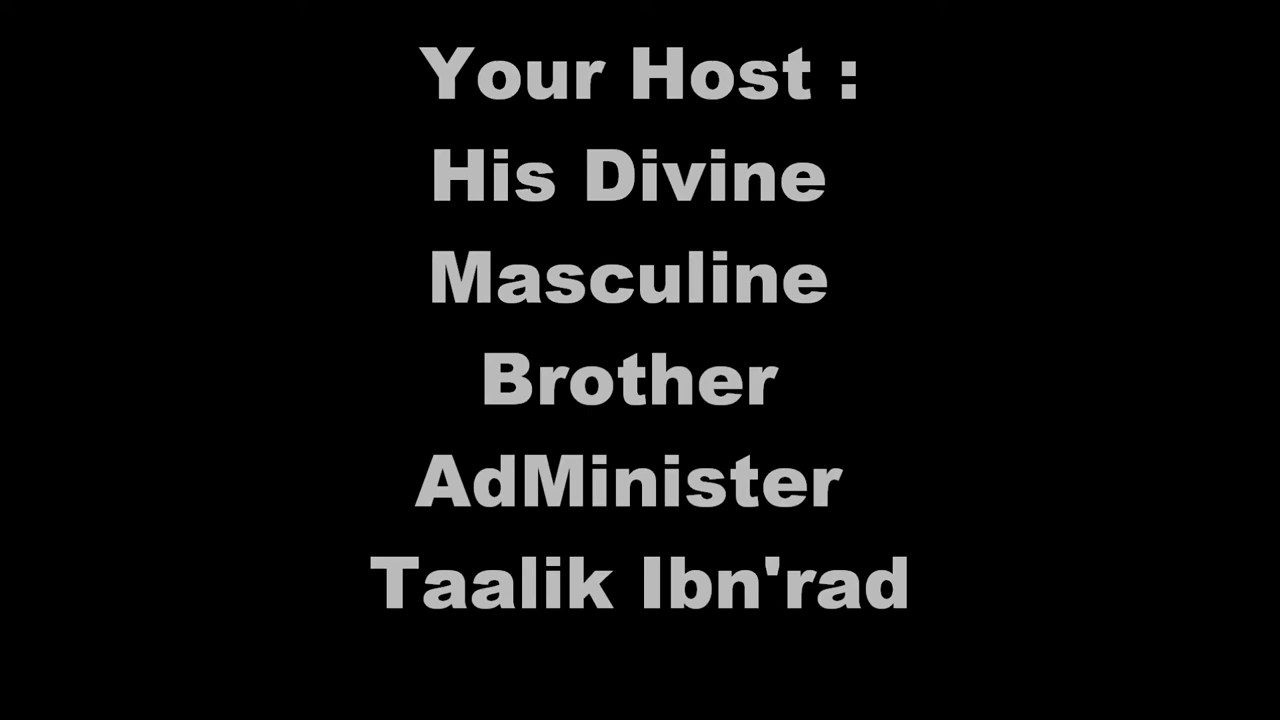 Your Host :
His Divine
Masculine
Brother
AdMinister
Taalik Ibn'rad